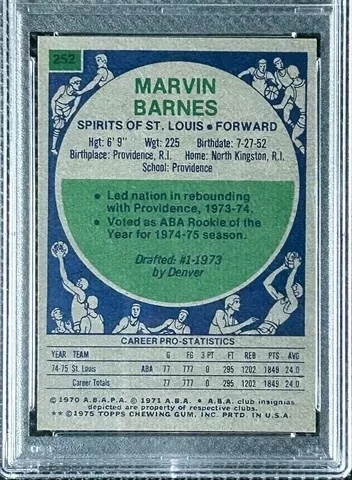 252
MARVIN
BARNES
SPIRITS OF ST. LOUIS • FORWARD
Hgt: 6' 9" Wgt: 225 Birthdate: 7-27-52
Birthplace: Providence, R.I. Home: North Kingston, R.I.
School: Providence
• Led nation in rebounding
with Providence, 1973-74.
• Voted as ABA Rookie of the
Year for 1974-75 season.
Drafted: #1-1973
by Denver
CAREER PRO-STATISTICS
YEAR TEAM G FG 3 PT FT REB PTS AVG
74-75 St. Louis ABA 77 777 0 295 1202 1849 24.0
Career Totals 77 777 0 295 1202 1849 24.0
© 1970 A.B.A.P.A. © 1971 A.B.A. A.B.A. club insignias
depicted are property of respective clubs.
**© 1975 TOPPS CHEWING GUM, INC. PRTD. IN U.S.A.